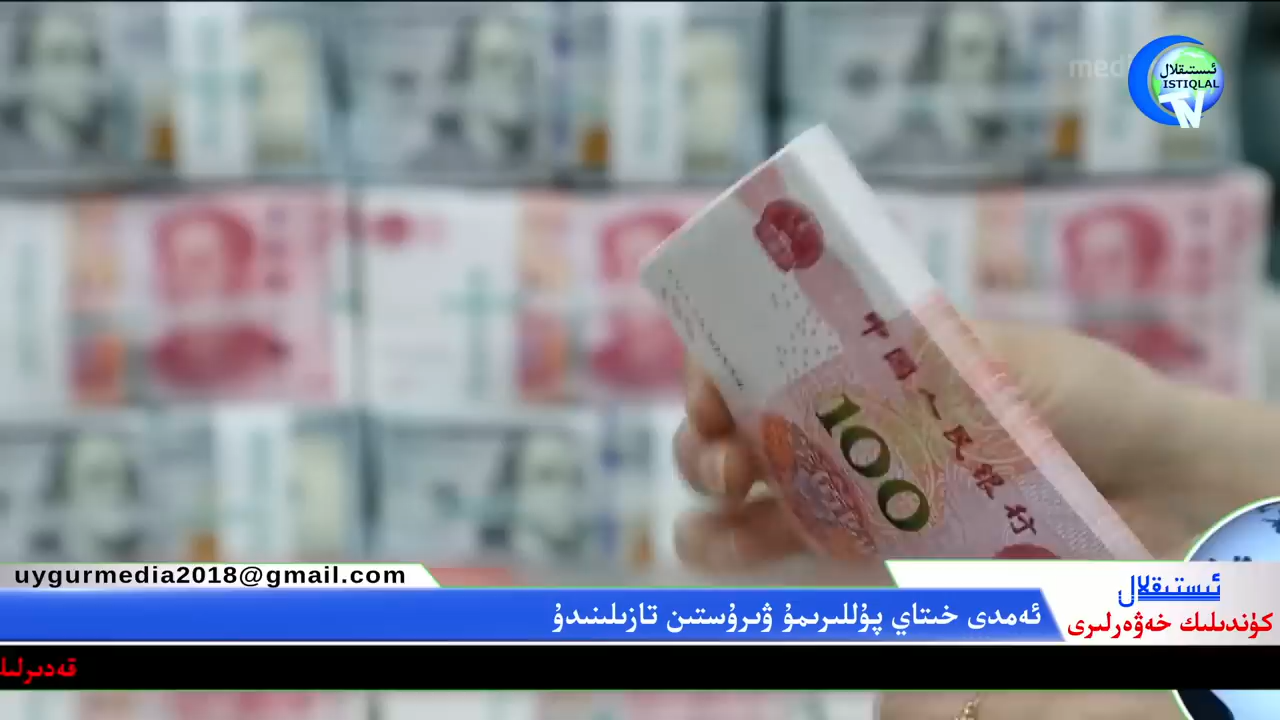 ئىستىقلال
ISTIQLAL
TV
中国人民银行
100
uygurmedia2018@gmail.com
ئىستىقلال
كۈندىلىك خەۋەرلىرى
ئەمدى خىتاي پۇللىرىمۇ ۋىرۇستىن تازىلىنىدۇ